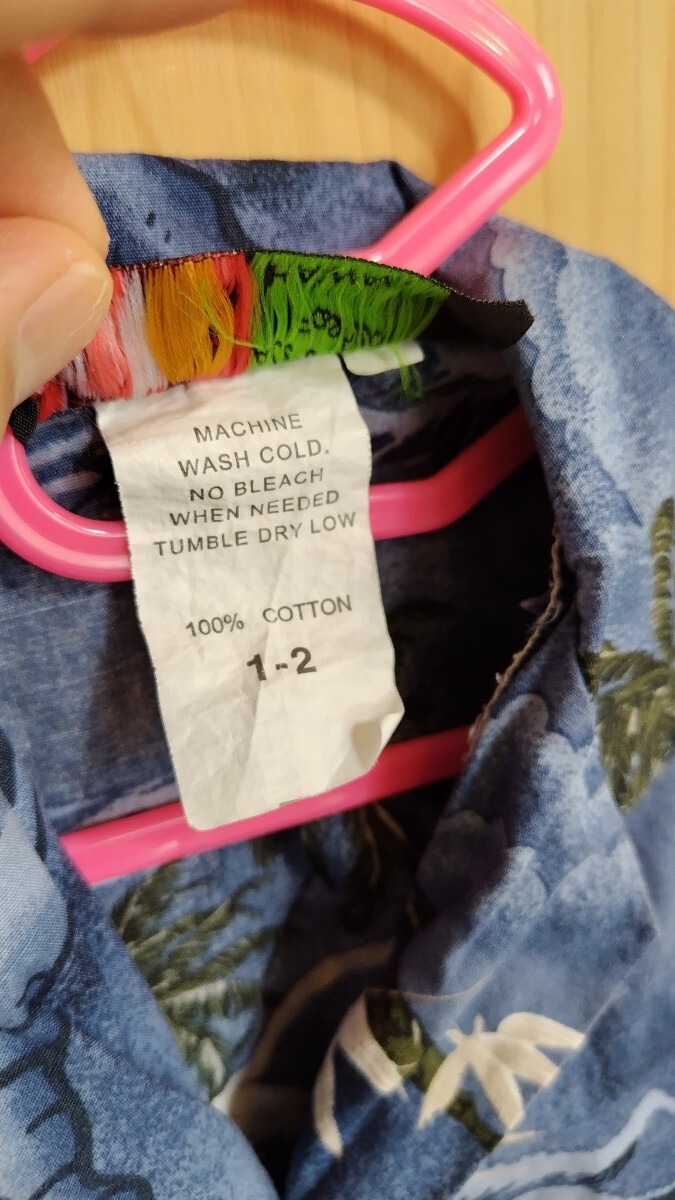 MACHINE
WASH COLD.
NO BLEACH
WHEN NEEDED
TUMBLE DRY LOW
100% COTTON
1-2